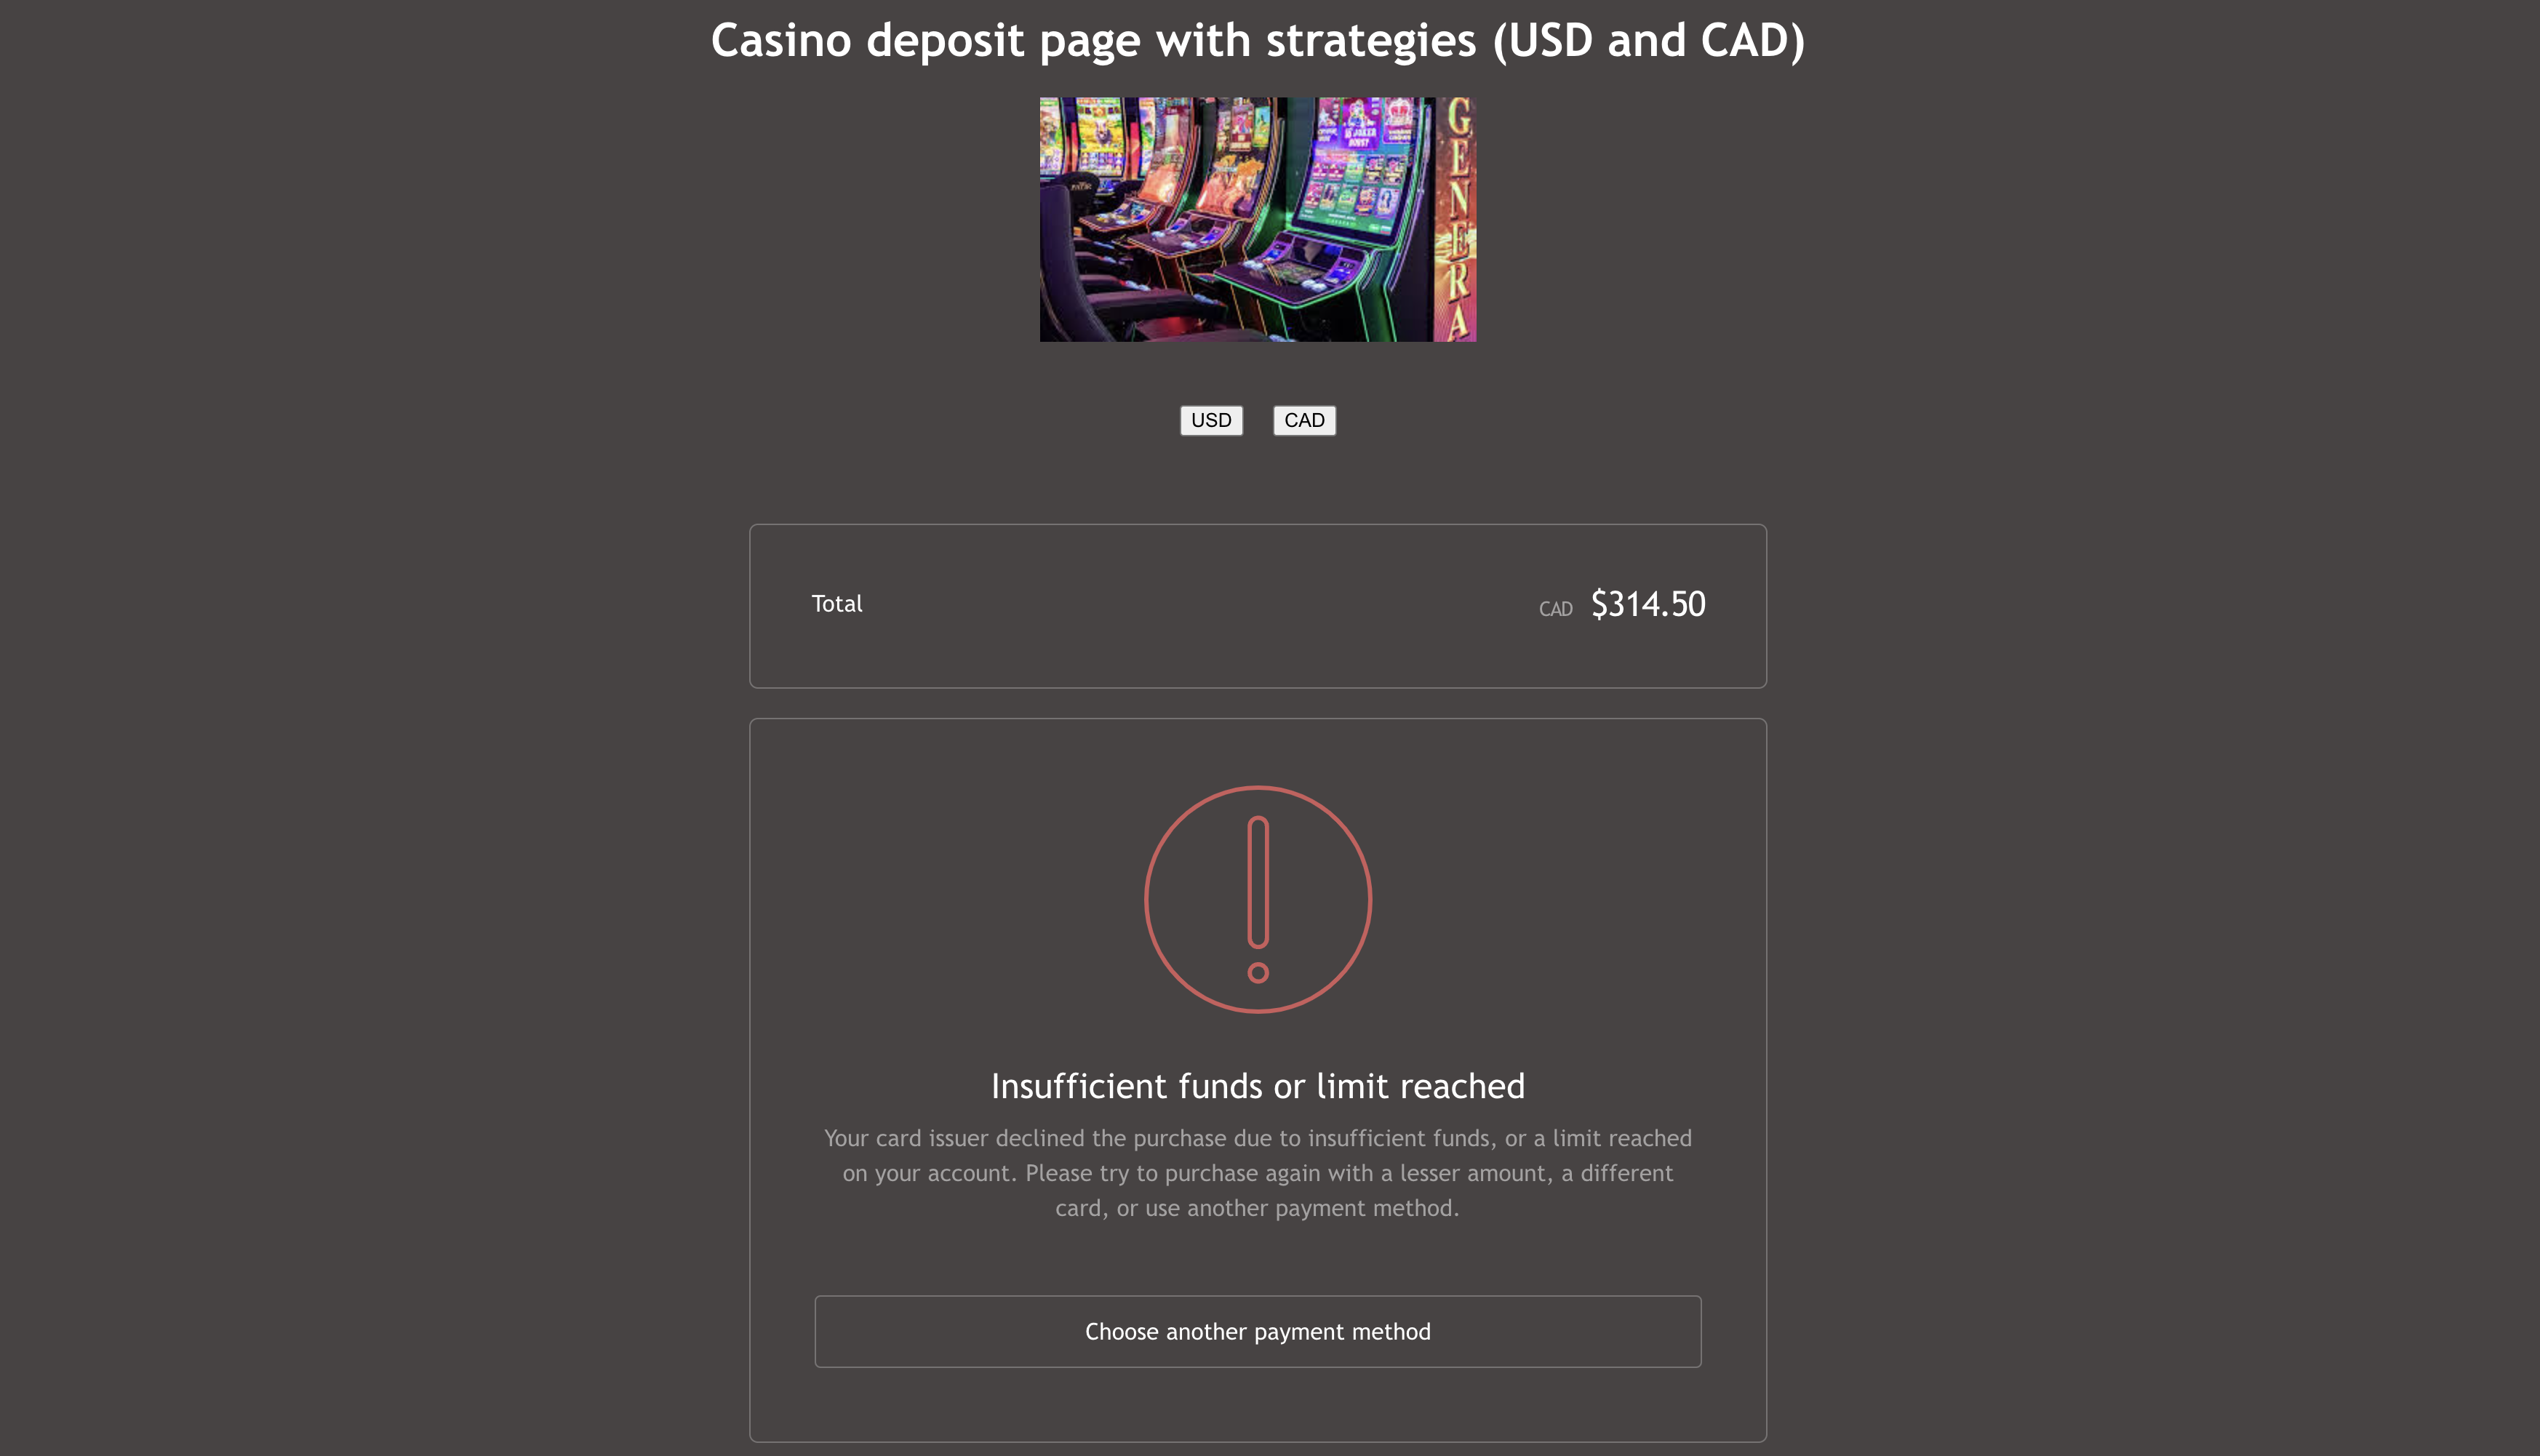 Casino deposit page with strategies (USD and CAD)
GENERA
USD
CAD
Total
CAD $314.50
Insufficient funds or limit reached
Your card issuer declined the purchase due to insufficient funds, or a limit reached
on your account. Please try to purchase again with a lesser amount, a different
card, or use another payment method.
Choose another payment method